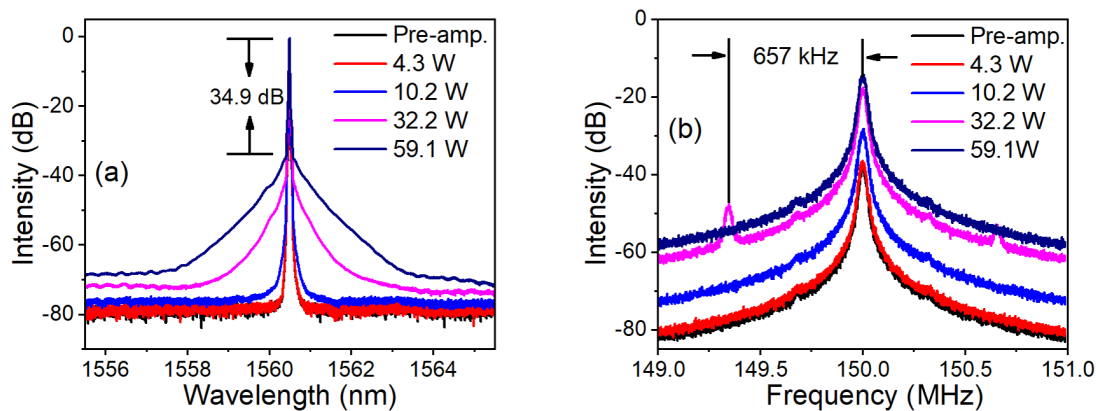 0
-20
-40
-60
-80
Intensity (dB)
1556
1558
1560
1562
1564
Wavelength (nm)
34.9 dB
(a)
Pre-amp.
4.3 W
10.2 W
32.2 W
59.1 W
0
-20
-40
-60
-80
Intensity (dB)
149.0
149.5
150.0
150.5
151.0
Frequency (MHz)
657 kHz
(b)
Pre-amp.
4.3 W
10.2 W
32.2 W
59.1W